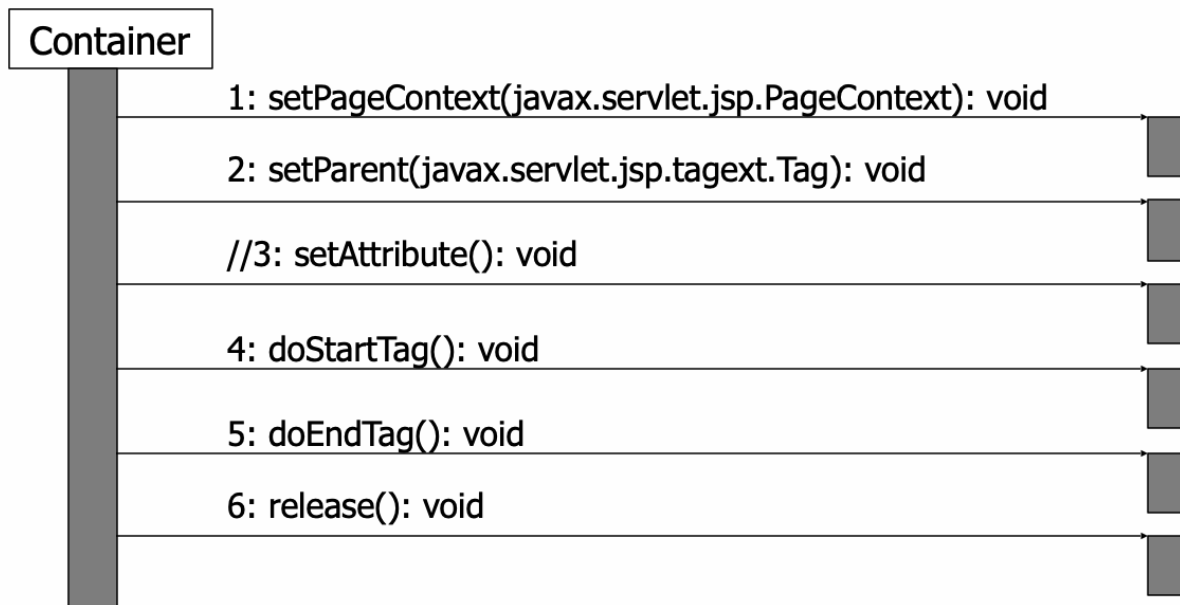 Container
1: setPageContext(javax.servlet.jsp.PageContext): void
2: setParent(javax.servlet.jsp.tagext.Tag): void
//3: setAttribute(): void
4: doStartTag(): void
5: doEndTag(): void
6: release(): void